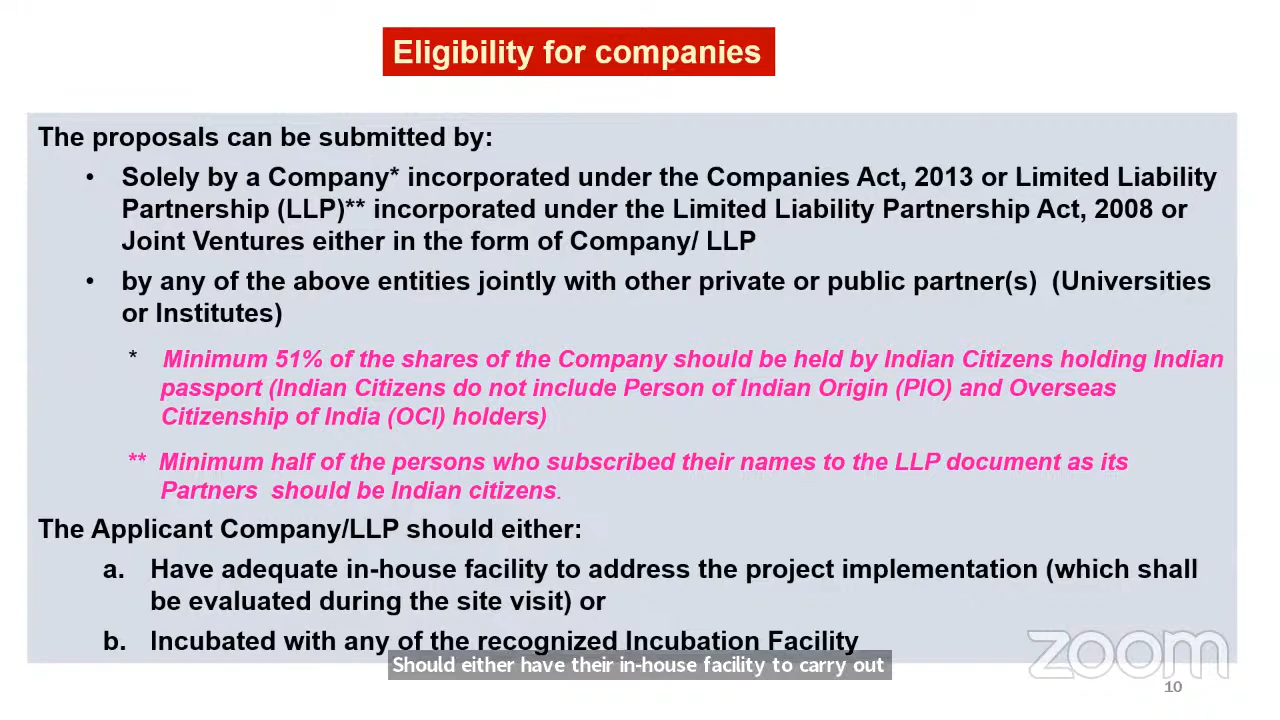 Eligibility for companies
The proposals can be submitted by:
• Solely by a Company* incorporated under the Companies Act, 2013 or Limited Liability
Partnership (LLP)** incorporated under the Limited Liability Partnership Act, 2008 or
Joint Ventures either in the form of Company/ LLP
• by any of the above entities jointly with other private or public partner(s) (Universities
or Institutes)
* Minimum 51% of the shares of the Company should be held by Indian Citizens holding Indian
passport (Indian Citizens do not include Person of Indian Origin (PIO) and Overseas
Citizenship of India (OCI) holders)
** Minimum half of the persons who subscribed their names to the LLP document as its
Partners should be Indian citizens.
The Applicant Company/LLP should either:
a. Have adequate in-house facility to address the project implementation (which shall
be evaluated during the site visit) or
b. Incubated with any of the recognized Incubation Facility
Should either have their in-house facility to carry out
zoom
10